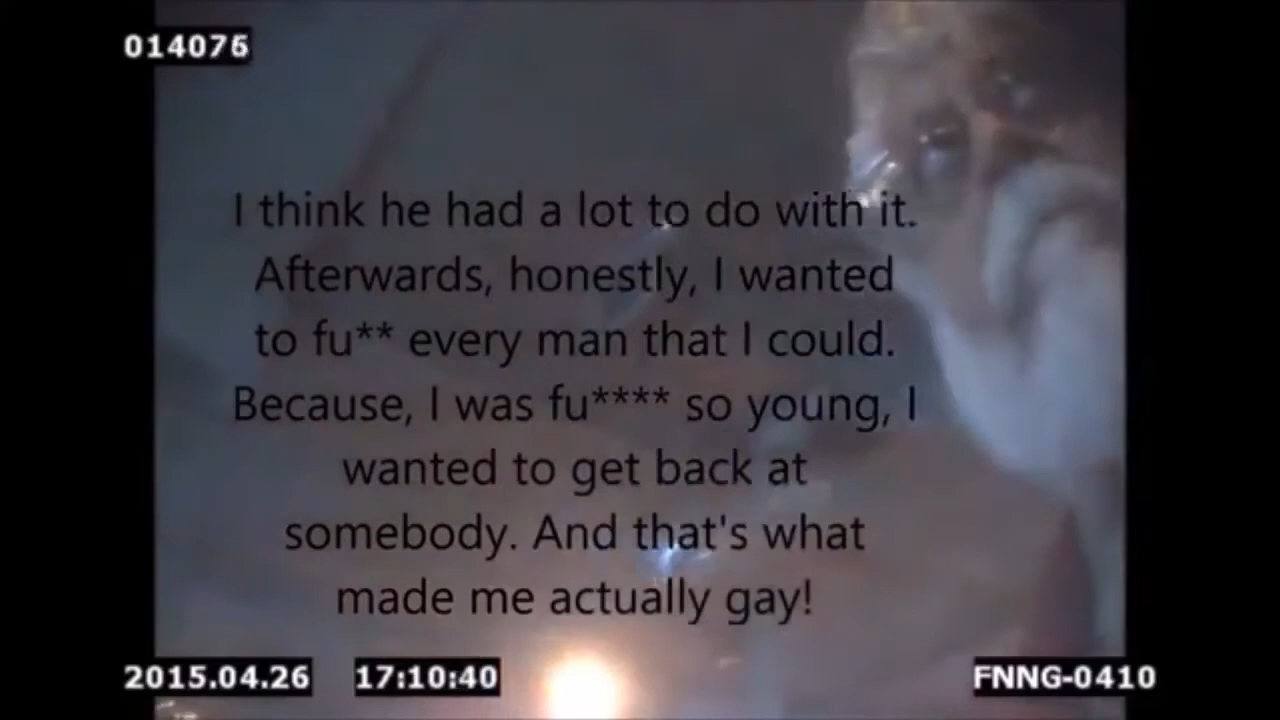 014076
I think he had a lot to do with it.
Afterwards, honestly, I wanted
to fu** every man that I could.
Because, I was fu**** so young, I
wanted to get back at
somebody. And that's what
made me actually gay!
2015.04.26 17:10:40 FNNG-0410